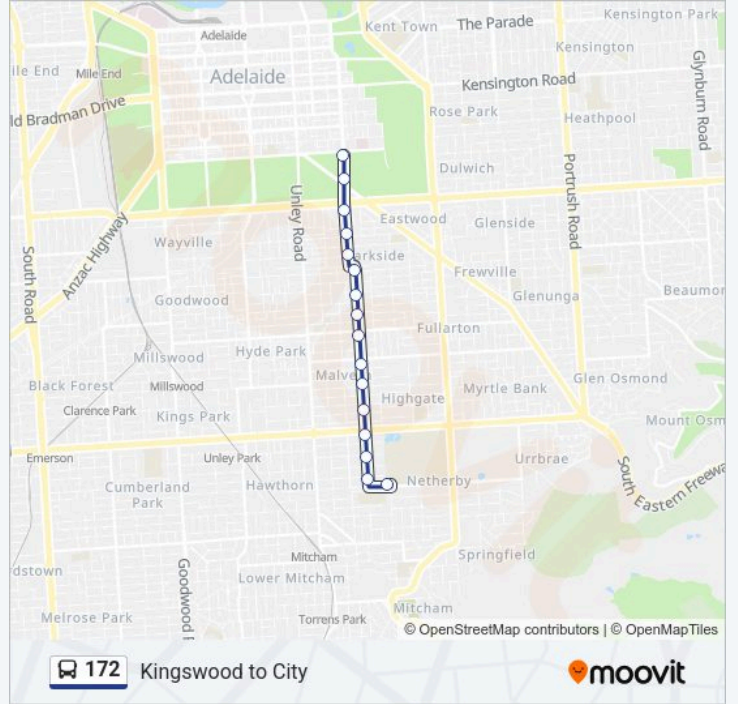 Kensington Park
The Parade
Kent Town
Adelaide
Kensington
ile End
Mile End
Adelaide
Kensington Road
Glynburn Road
ld Bradman Drive
Rose Park
Heathpool
Dulwich
Portrush Road
Unley Road
Eastwood
Glenside
Anzac Highway
Wayville
arkside
South Road
Frewville
Glenunga
Beaumon
Goodwood
Fullarton
Hyde Park
Millswood
Malve
Glen Osmond
Black Forest
Millswood
Myrtle Bank
Highgate
Clarence Park
Kings Park
Mount Osm
Emerson
Unley Park
Urrbrae
South Eastern Freewa
Cumberland
Park
Hawthorn
Netherby
Mitcham
Springfield
dstown
Goodwood R
Lower Mitcham
Mitcham
Melrose Park
Torrens Park
© OpenStreetMap contributors | © OpenMapTiles
172 Kingswood to City
moovit